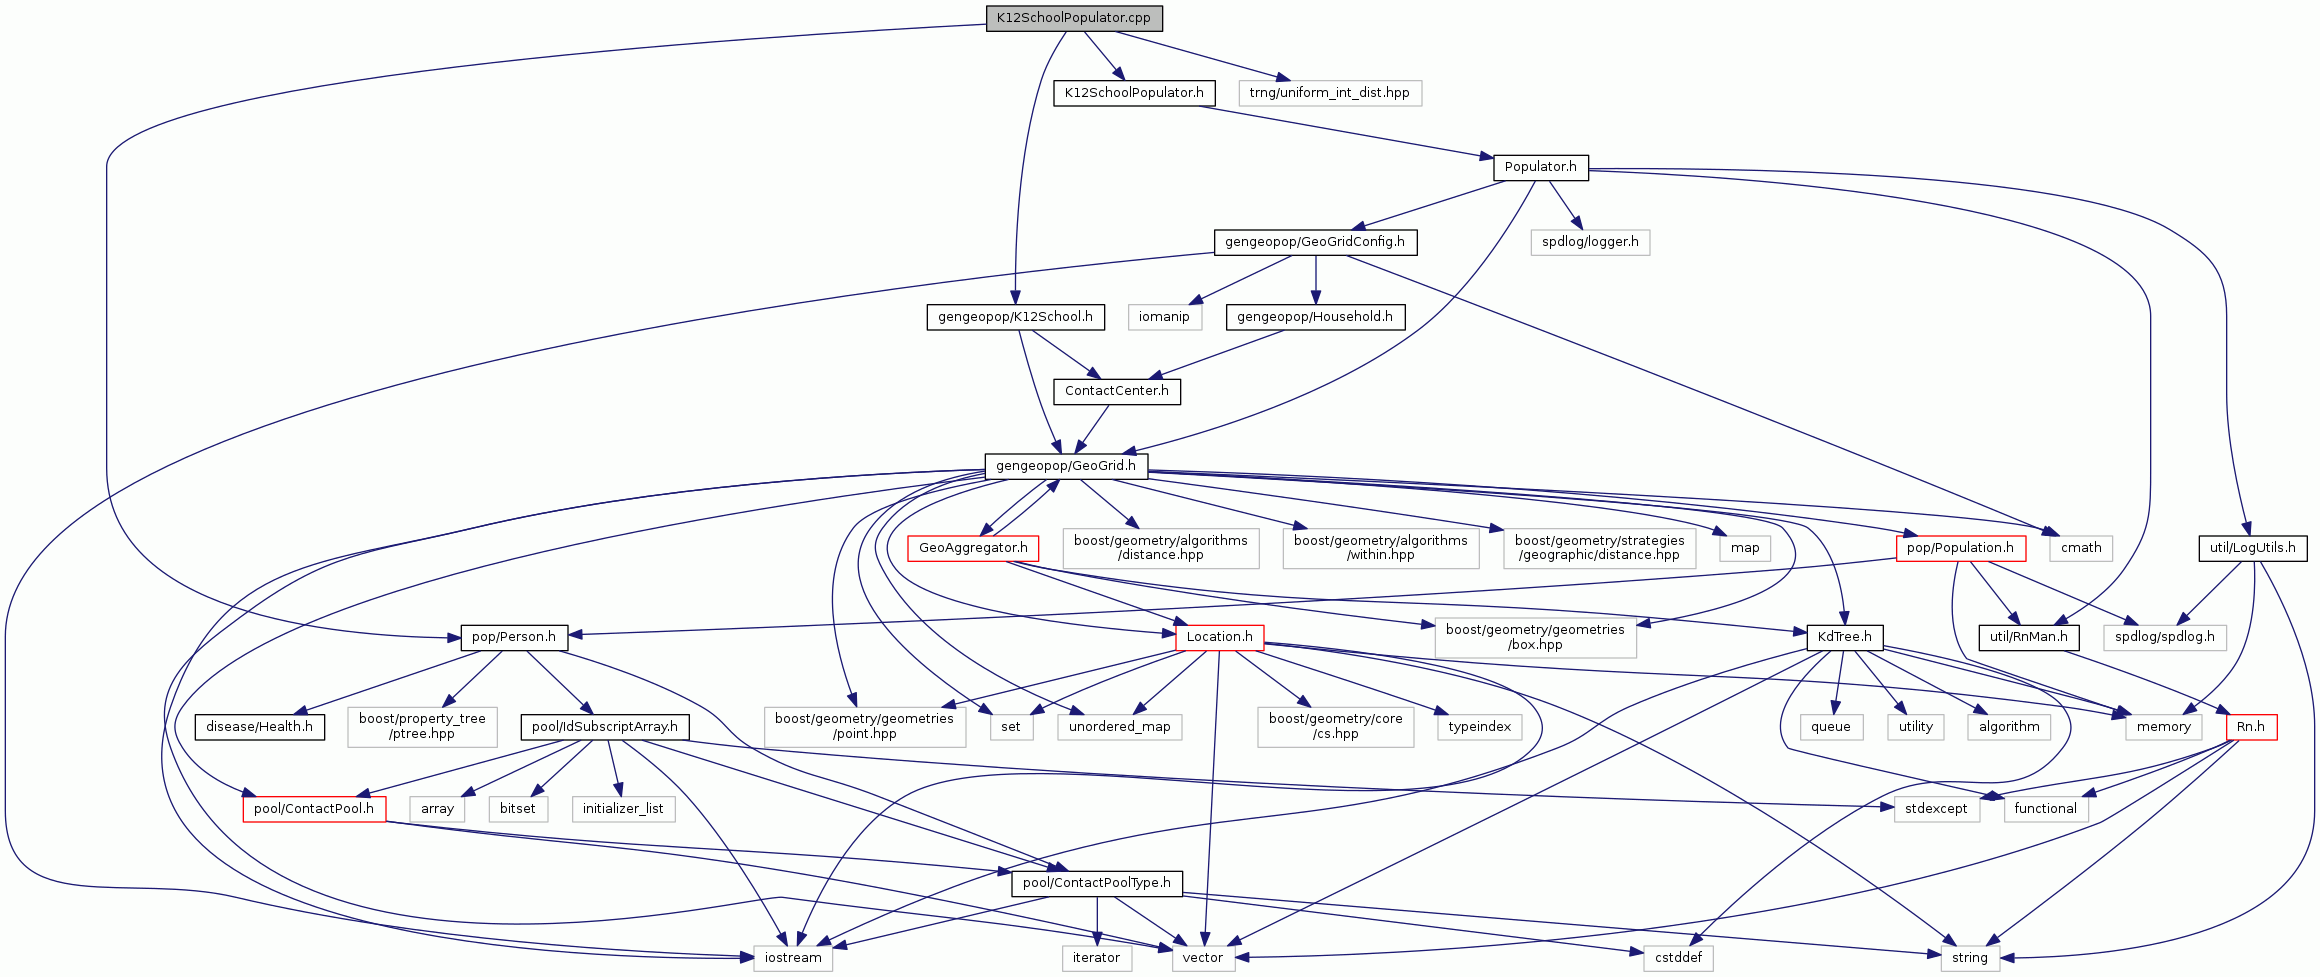 K12SchoolPopulator.cpp
K12SchoolPopulator.h
trng/uniform_int_dist.hpp
Populator.h
gengeopop/GeoGridConfig.h
spdlog/logger.h
gengeopop/K12School.h
iomanip
gengeopop/Household.h
ContactCenter.h
gengeopop/GeoGrid.h
GeoAggregator.h
boost/geometry/algorithms
/distance.hpp
boost/geometry/algorithms
/within.hpp
boost/geometry/strategies
/geographic/distance.hpp
map
pop/Population.h
cmath
util/LogUtils.h
pop/Person.h
Location.h
boost/geometry/geometries
/box.hpp
KdTree.h
util/RnMan.h
spdlog/spdlog.h
disease/Health.h
boost/property_tree
/ptree.hpp
pool/IdSubscriptArray.h
boost/geometry/geometries
/point.hpp
set
unordered_map
boost/geometry/core
/cs.hpp
typeindex
queue
utility
algorithm
memory
Rn.h
pool/ContactPool.h
array
bitset
initializer_list
stdexcept
functional
pool/ContactPoolType.h
iostream
iterator
vector
cstddef
string